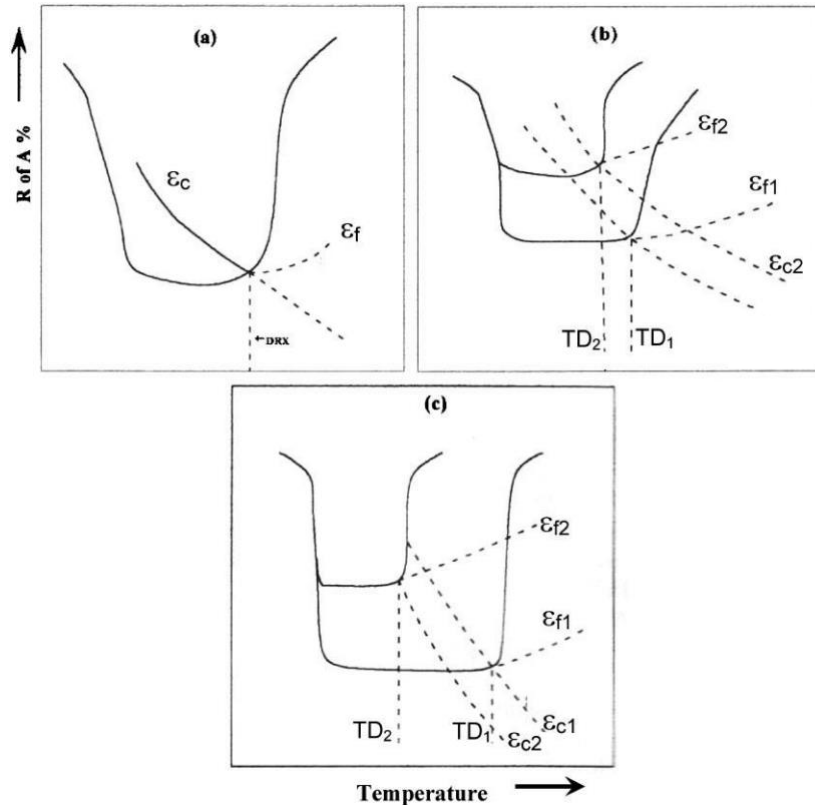 (a)
R of A %
εc
εf
←DRX
(b)
εf2
εf1
εc2
TD2
TD1
(c)
εf2
εf1
TD2
TD1
εc2
εc1
Temperature